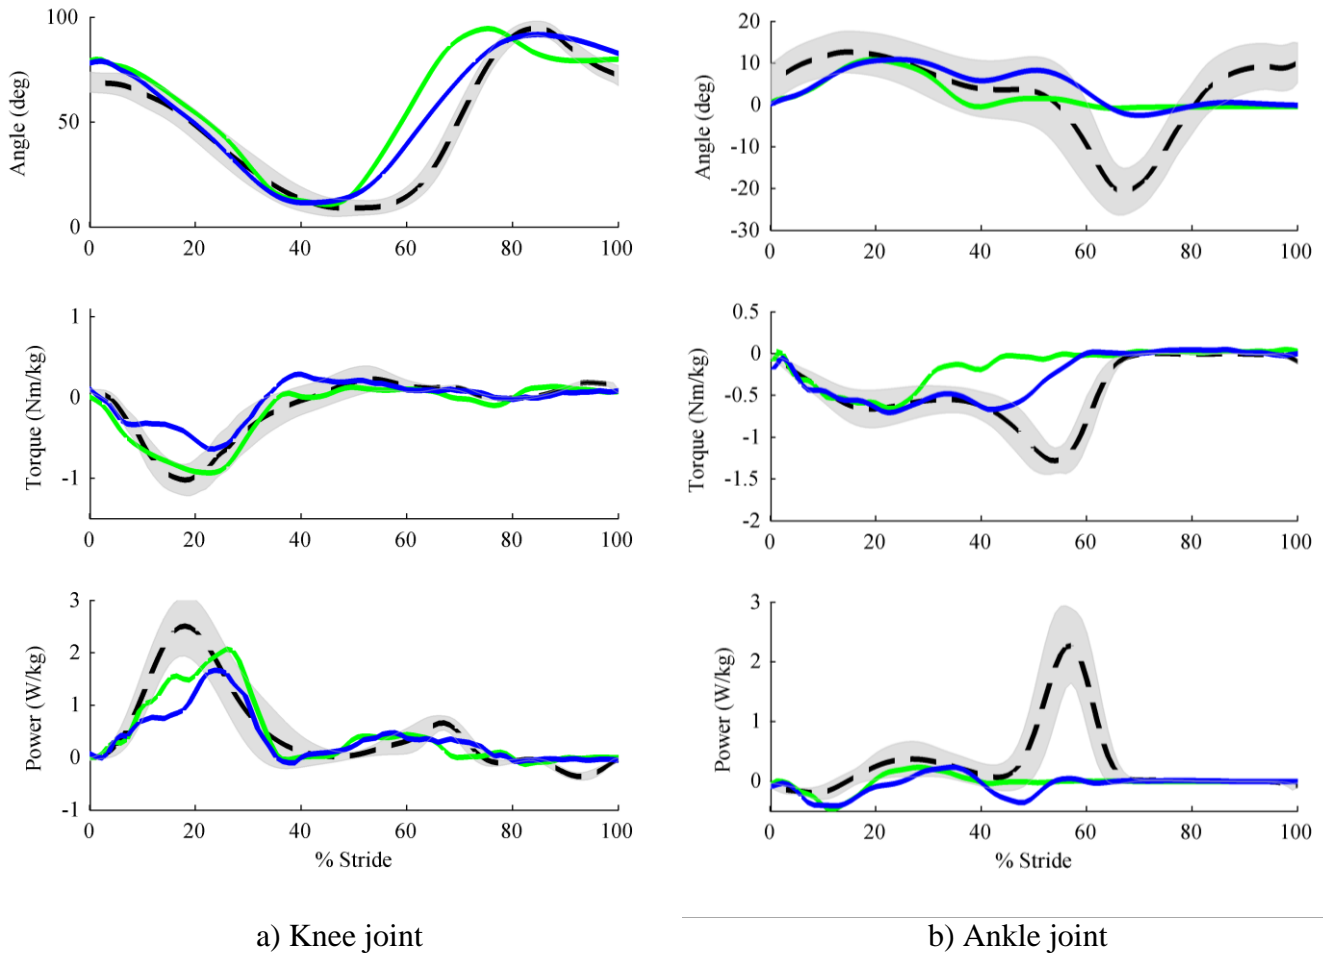 100
50
0
Angle (deg)
0 20 40 60 80 100
20
10
0
-10
-20
-30
Angle (deg)
0 20 40 60 80 100
1
0
-1
Torque (Nm/kg)
0 20 40 60 80 100
0.5
0
-0.5
-1
-1.5
-2
Torque (Nm/kg)
0 20 40 60 80 100
3
2
1
0
-1
Power (W/kg)
0 20 40 60 80 100
% Stride
3
2
1
0
Power (W/kg)
0 20 40 60 80 100
% Stride
a) Knee joint
b) Ankle joint